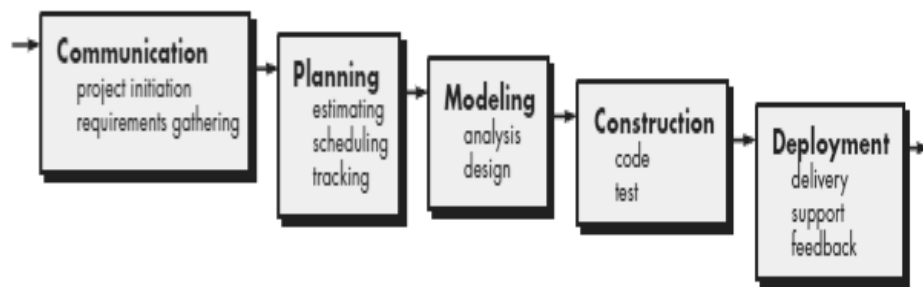 Communication
project initiation
requirements gathering
Planning
estimating
scheduling
tracking
Modeling
analysis
design
Construction
code
test
Deployment
delivery
support
feedback